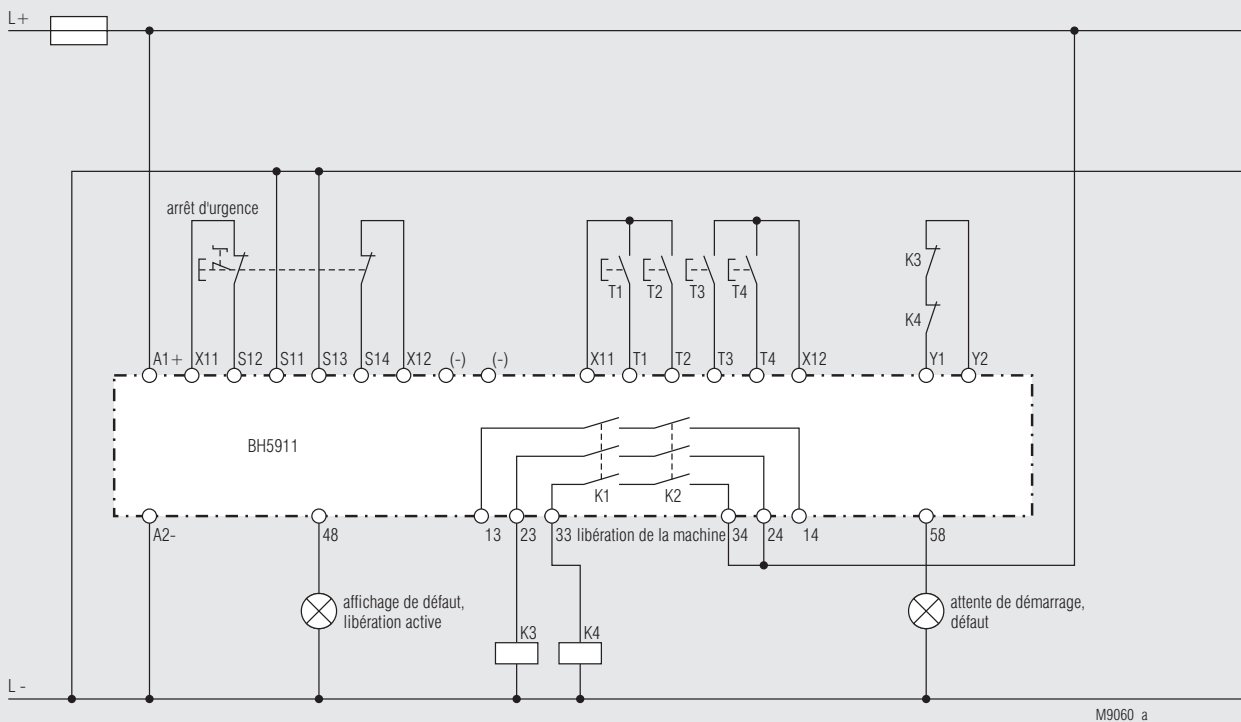 L+
arrêt d'urgence
K3
T1 T2 T3 T4
K4
A1+ X11 S12 S11 S13 S14 X12 (-) (-) X11 T1 T2 T3 T4 X12 Y1 Y2
BH5911
K1 K2
A2- 48 13 23 33 libération de la machine 34 24 14 58
affichage de défaut,
libération active
attente de démarrage,
défaut
K3 K4
L -
M9060_a